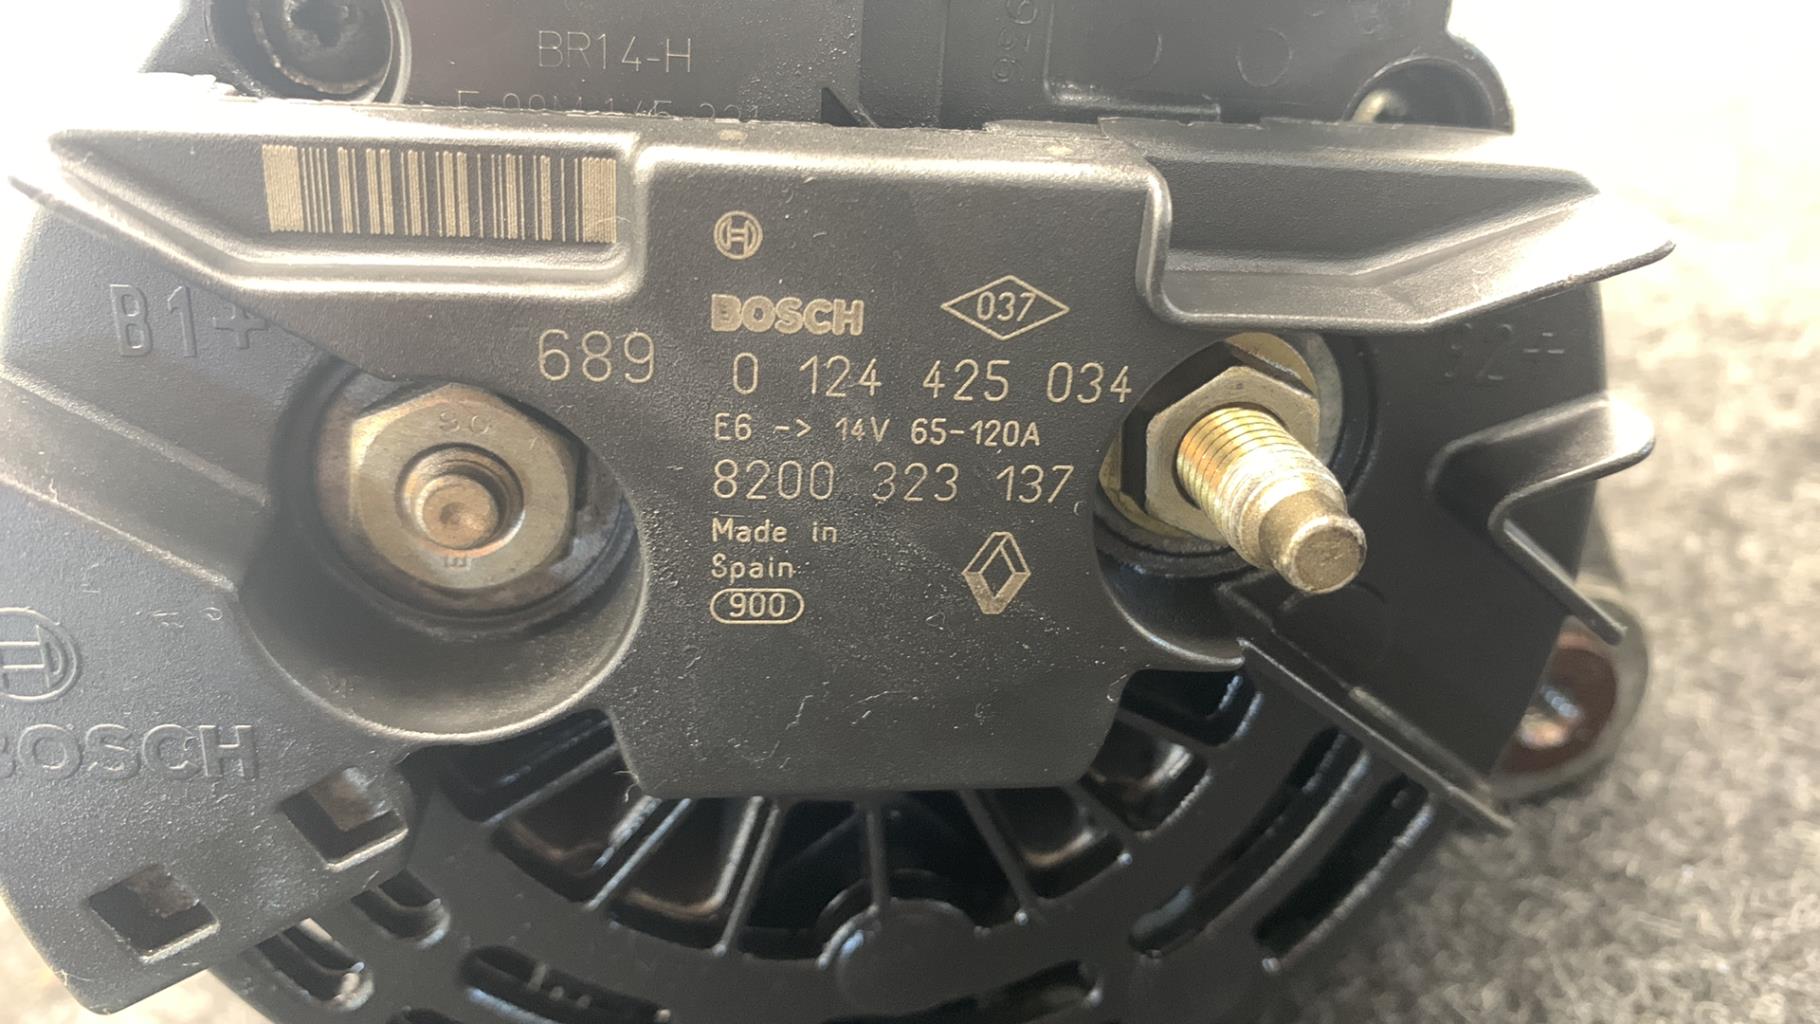 BR14-H
B1+
BOSCH
037
689
0 124 425 034
E6 -> 14V 65-120A
8200 323 137
Made in
Spain
900
BOSCH